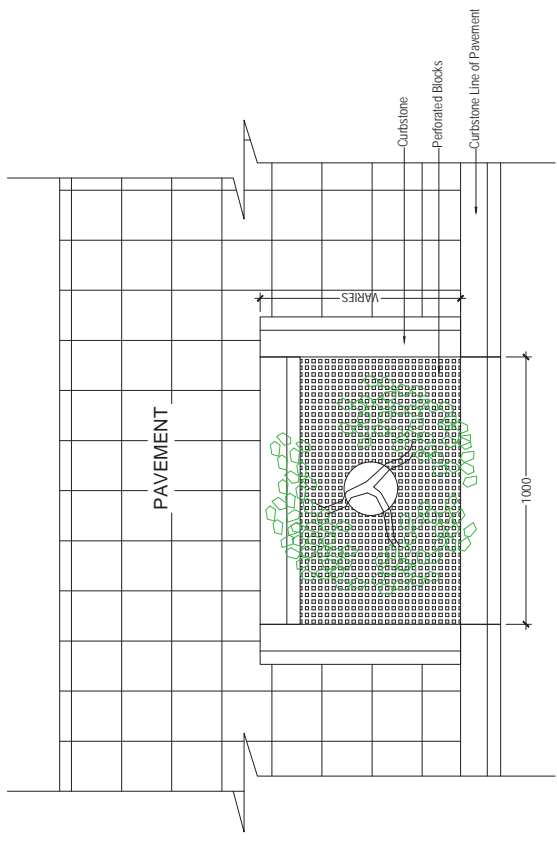 Curbstone
Perforated Blocks
Curbstone Line of Pavement
VARIES
PAVEMENT
1000